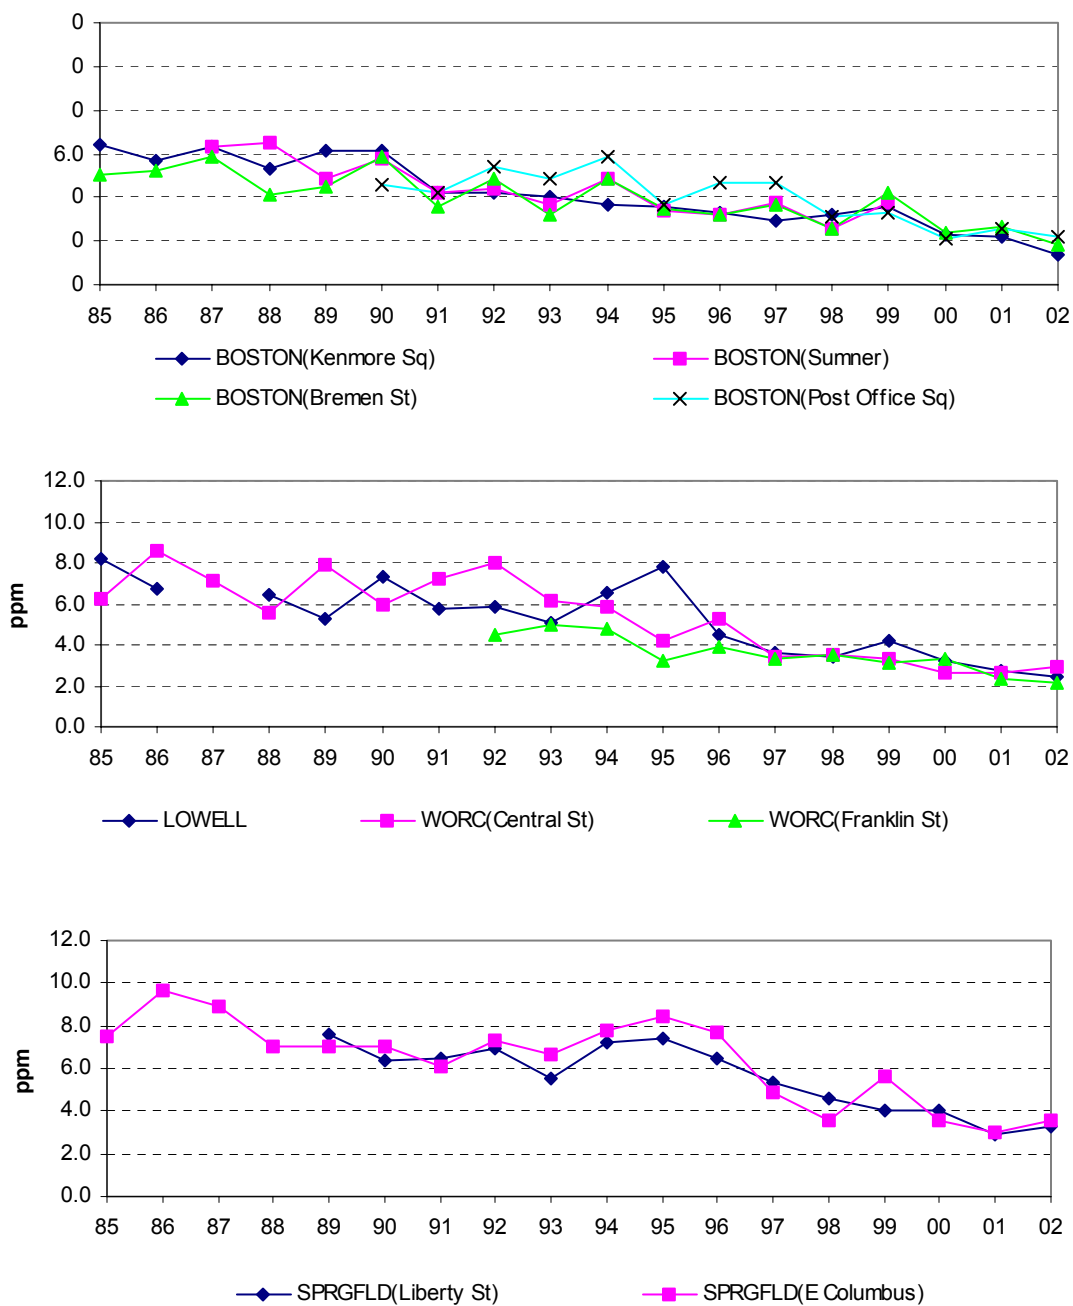 0
0
0
6.0
0
0
0
85 86 87 88 89 90 91 92 93 94 95 96 97 98 99 00 01 02
BOSTON(Kenmore Sq) BOSTON(Sumner)
BOSTON(Bremen St) BOSTON(Post Office Sq)
12.0
10.0
8.0
6.0
4.0
2.0
0.0
ppm
85 86 87 88 89 90 91 92 93 94 95 96 97 98 99 00 01 02
LOWELL WORC(Central St) WORC(Franklin St)
12.0
10.0
8.0
6.0
4.0
2.0
0.0
ppm
85 86 87 88 89 90 91 92 93 94 95 96 97 98 99 00 01 02
SPRGFLD(Liberty St) SPRGFLD(E Columbus)